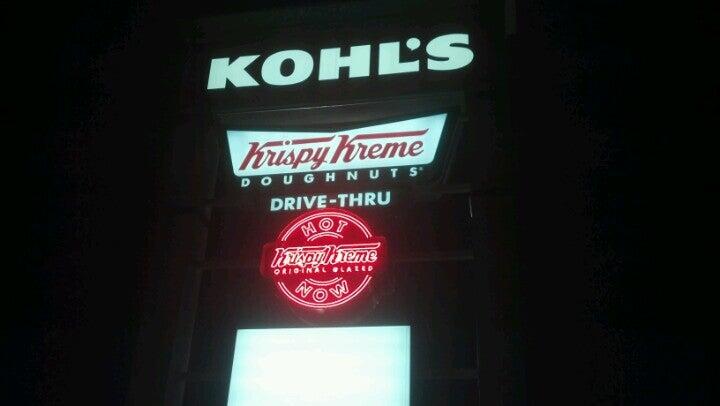 KOHL'S
Krispy Kreme
DOUGHNUTS
DRIVE-THRU
HOT
Krispy Kreme
ORIGINAL GLAZED
NOW